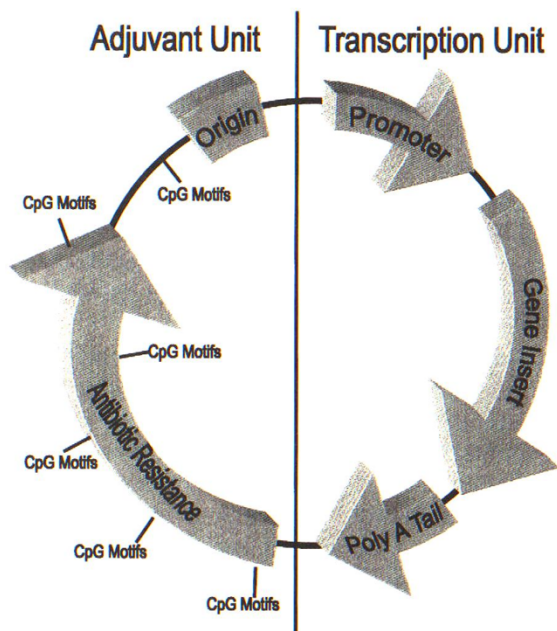 Adjuvant Unit
Transcription Unit
Origin
Promoter
CpG Motifs
CpG Motifs
Gene Insert
CpG Motifs
Antibiotic Resistance
CpG Motifs
Poly A Tail
CpG Motifs
CpG Motifs